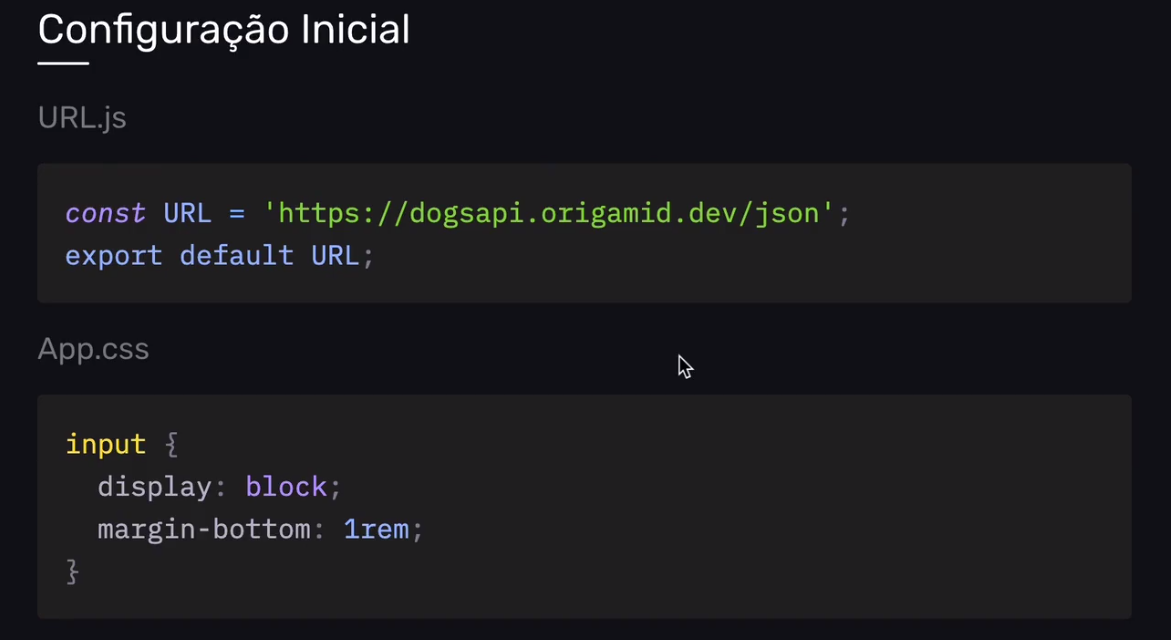 Configuração Inicial
URL.js
const URL = 'https://dogsapi.origamid.dev/json';
export default URL;
App.css
input {
  display: block;
  margin-bottom: 1rem;
}